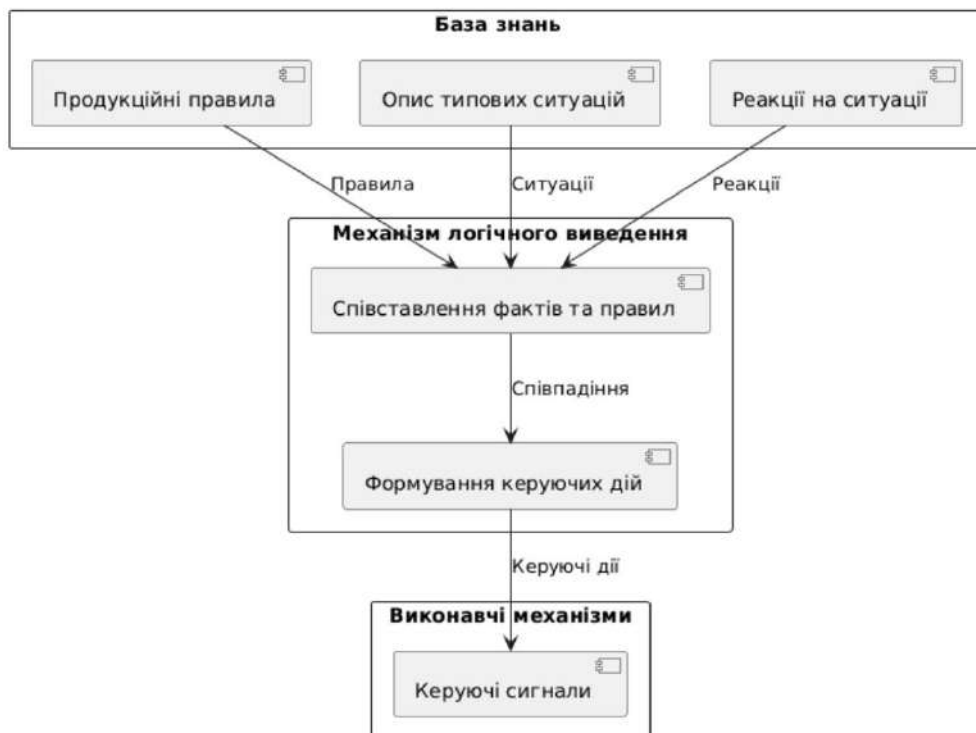 База знань
Продукційні правила
Опис типових ситуацій
Реакції на ситуації
Правила
Ситуації
Реакції
Механізм логічного виведення
Співставлення фактів та правил
Співпадіння
Формування керуючих дій
Керуючі дії
Виконавчі механізми
Керуючі сигнали